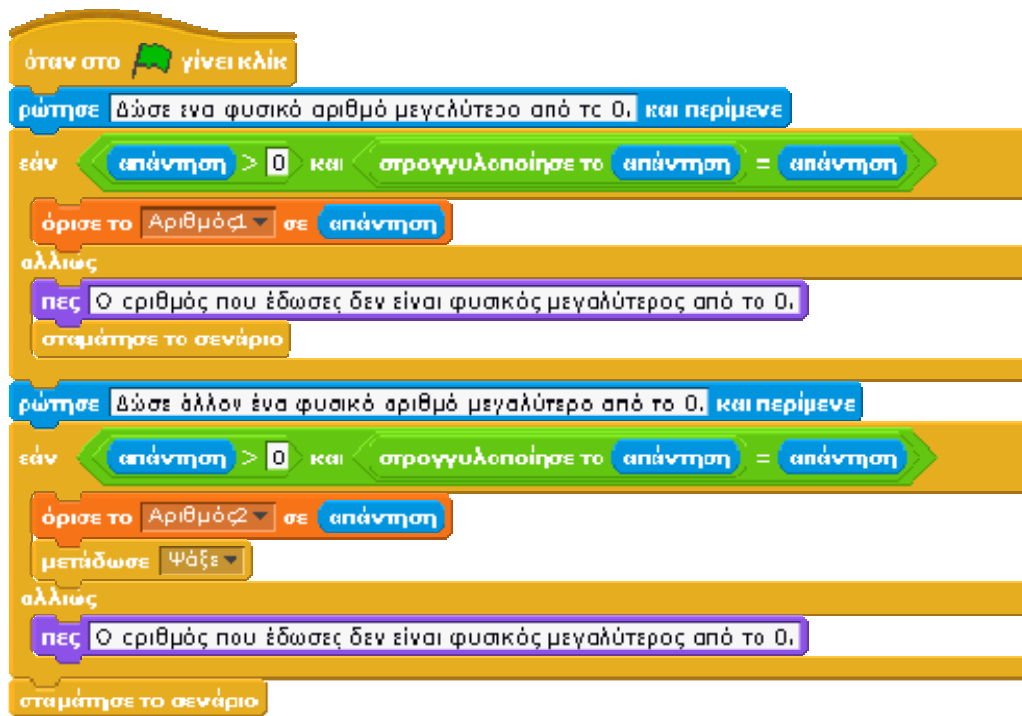 όταν στο γίνει κλίκ
ρώτησε Δώσε ενα φυσικό αριθμό μεγαλύτερο από το 0. και περίμενε
εάν απάντηση > 0 και στρογγυλοποίησε το απάντηση = απάντηση
όρισε το Αριθμός1 σε απάντηση
αλλιώς
πες Ο αριθμός που έδωσες δεν είναι φυσικός μεγαλύτερος από το 0.
σταμάτησε το σενάριο
ρώτησε Δώσε άλλον ένα φυσικό αριθμό μεγαλύτερο από το 0. και περίμενε
εάν απάντηση > 0 και στρογγυλοποίησε το απάντηση = απάντηση
όρισε το Αριθμός2 σε απάντηση
μετάδωσε Ψάξε
αλλιώς
πες Ο αριθμός που έδωσες δεν είναι φυσικός μεγαλύτερος από το 0.
σταμάτησε το σενάριο